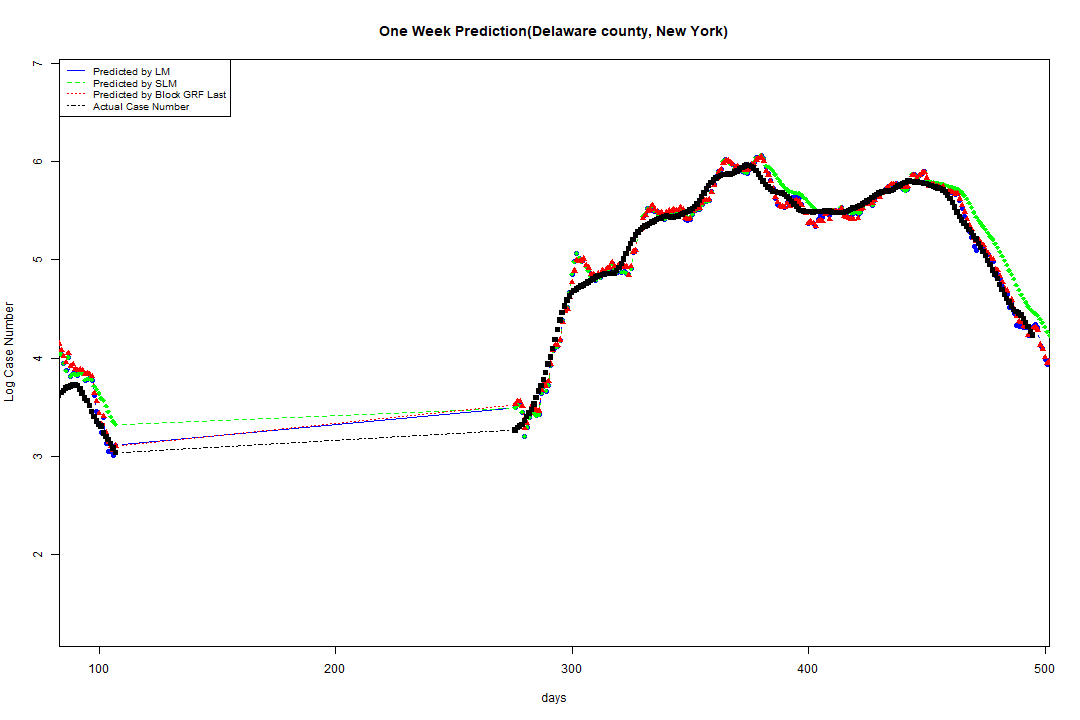 One Week Prediction(Delaware county, New York)
Predicted by LM
Predicted by SLM
Predicted by Block GRF Last
Actual Case Number
7
6
5
4
3
2
Log Case Number
100 200 300 400 500
days